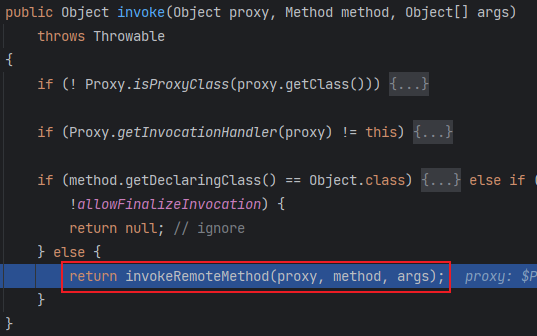 public Object invoke(Object proxy, Method method, Object[] args)
    throws Throwable
{
    if (! Proxy.isProxyClass(proxy.getClass())) {...}
    if (Proxy.getInvocationHandler(proxy) != this) {...}
    if (method.getDeclaringClass() == Object.class) {...} else if (
        !allowFinalizeInvocation) {
        return null; // ignore
    } else {
        return invokeRemoteMethod(proxy, method, args);   proxy: $P
    }
}